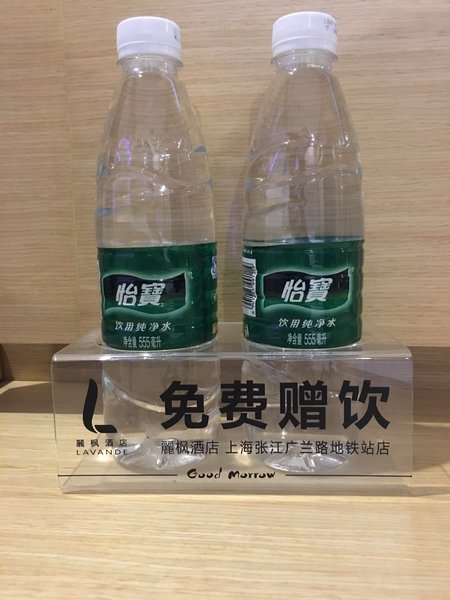 怡寶
饮用纯净水
净含量 555毫升
怡寶
饮用纯净水
净含量 555毫升
麗枫酒店
LAVANDE
免费赠饮
麗枫酒店 上海张江广兰路地铁站店
Good Morrow